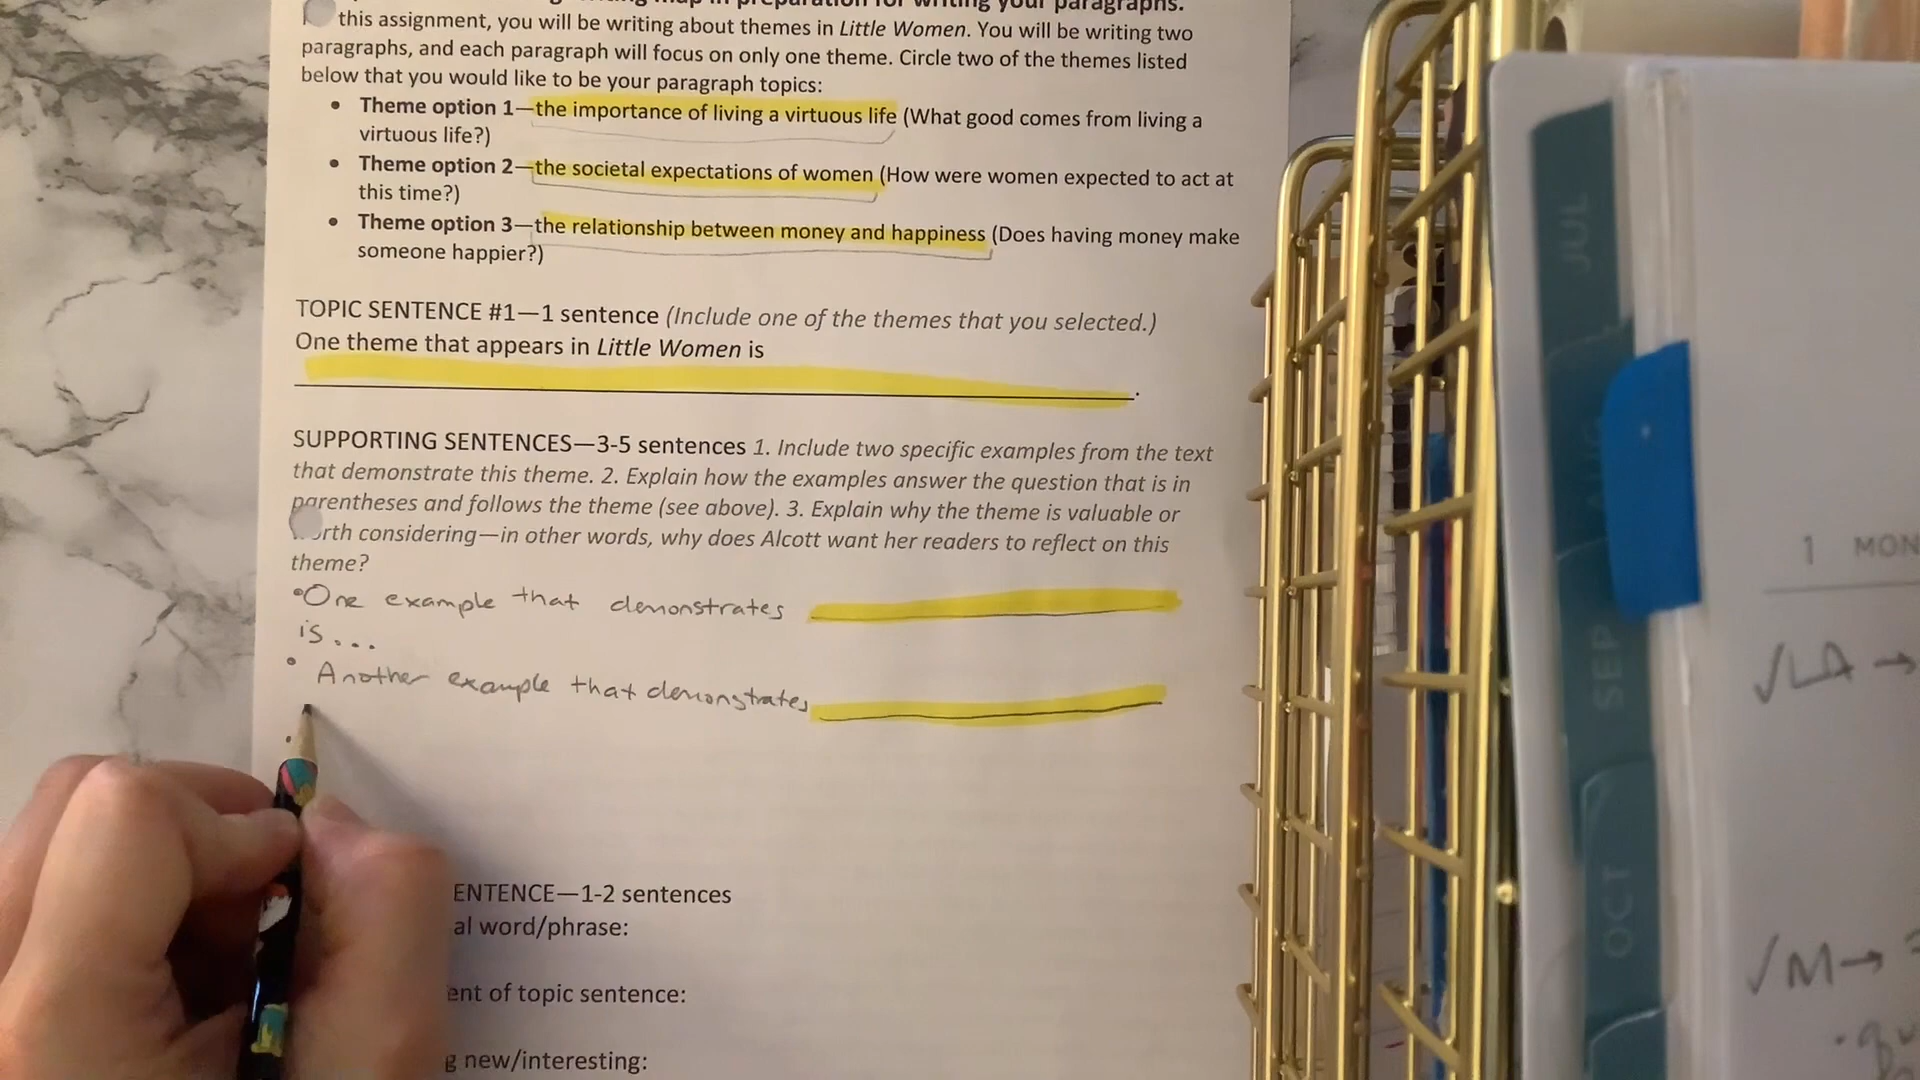 this assignment, you will be writing about themes in Little Women. You will be writing two
paragraphs, and each paragraph will focus on only one theme. Circle two of the themes listed
below that you would like to be your paragraph topics:
• Theme option 1—the importance of living a virtuous life (What good comes from living a
virtuous life?)
• Theme option 2—the societal expectations of women (How were women expected to act at
this time?)
• Theme option 3—the relationship between money and happiness (Does having money make
someone happier?)
TOPIC SENTENCE #1—1 sentence (Include one of the themes that you selected.)
One theme that appears in Little Women is
SUPPORTING SENTENCES—3-5 sentences 1. Include two specific examples from the text
that demonstrate this theme. 2. Explain how the examples answer the question that is in
parentheses and follows the theme (see above). 3. Explain why the theme is valuable or
considering—in other words, why does Alcott want her readers to reflect on this
theme?
• One example that demonstrates
is...
• Another example that demonstrates
ENTENCE—1-2 sentences
al word/phrase:
ent of topic sentence:
g new/interesting:
JUL
SEP
OCT
1 MON
√LA →
√M →